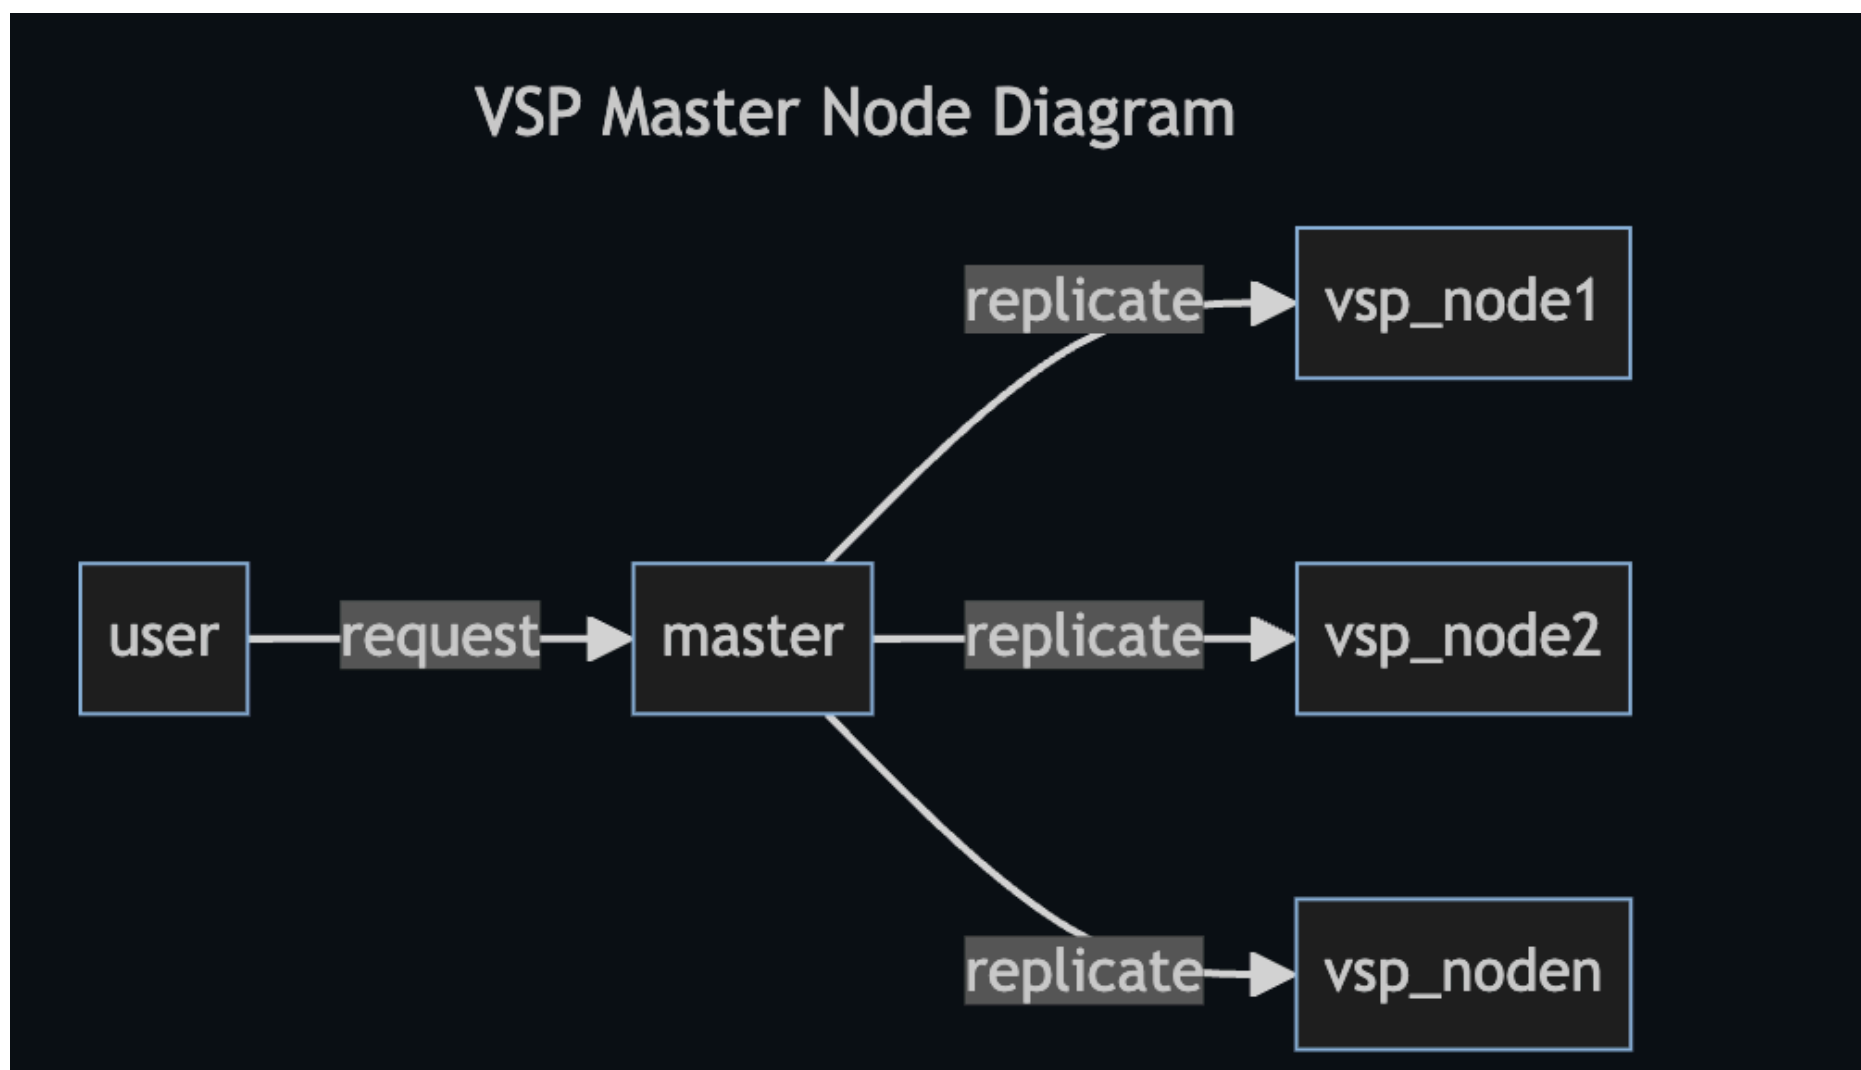 VSP Master Node Diagram
replicate
vsp_node1
user
request
master
replicate
vsp_node2
replicate
vsp_noden